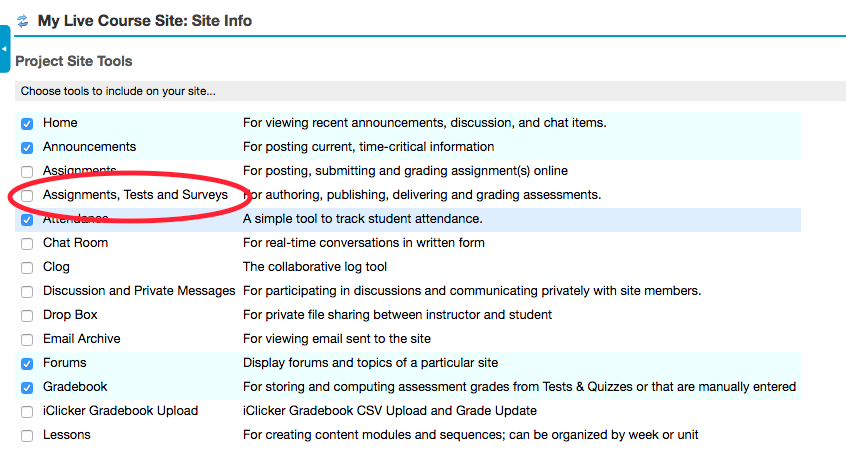 My Live Course Site: Site Info
Project Site Tools
Choose tools to include on your site...
Home For viewing recent announcements, discussion, and chat items.
Announcements For posting current, time-critical information
Assignments For posting, submitting and grading assignment(s) online
Assignments, Tests and Surveys For authoring, publishing, delivering and grading assessments.
Attendance A simple tool to track student attendance.
Chat Room For real-time conversations in written form
Clog The collaborative log tool
Discussion and Private Messages For participating in discussions and communicating privately with site members.
Drop Box For private file sharing between instructor and student
Email Archive For viewing email sent to the site
Forums Display forums and topics of a particular site
Gradebook For storing and computing assessment grades from Tests & Quizzes or that are manually entered
iClicker Gradebook Upload iClicker Gradebook CSV Upload and Grade Update
Lessons For creating content modules and sequences; can be organized by week or unit